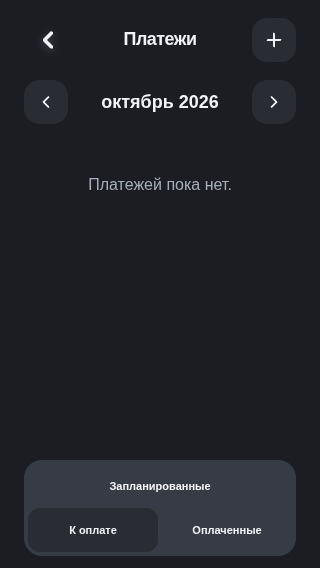 Платежи
октябрь 2026
Платежей пока нет.
Запланированные
К оплате
Оплаченные